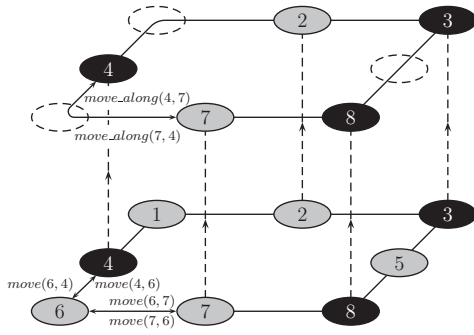 2
3
4
move_along(4, 7)
7
8
move_along(7, 4)
1
2
3
4
5
move(6, 4)
move(4, 6)
6
move(6, 7)
7
8
move(7, 6)